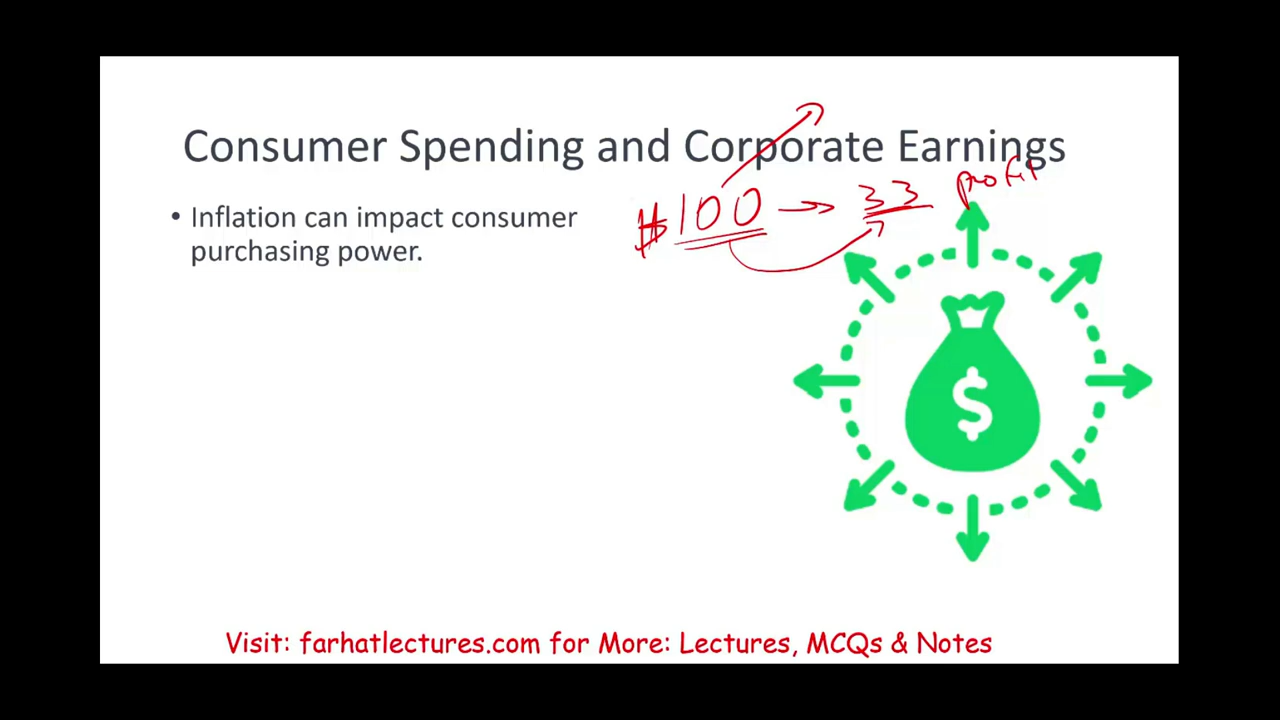 Consumer Spending and Corporate Earnings
• Inflation can impact consumer
purchasing power.
$100 → 33 profit
$
Visit: farhatlectures.com for More: Lectures, MCQs & Notes